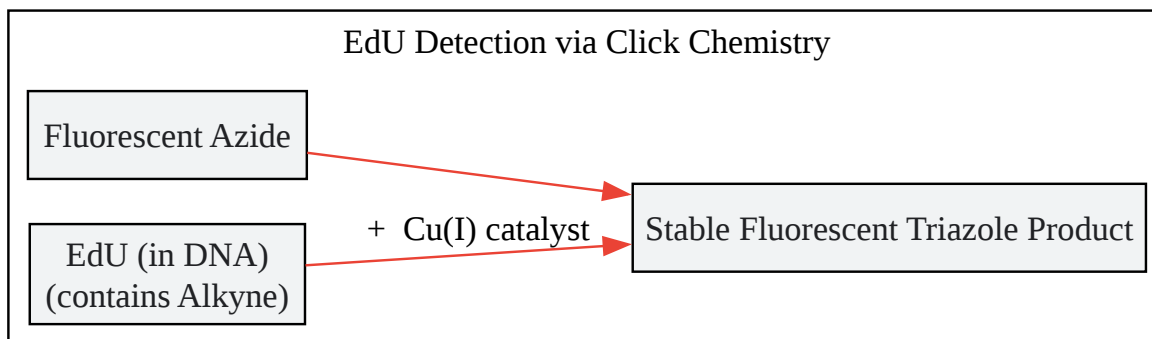 EdU Detection via Click Chemistry
Fluorescent Azide
EdU (in DNA)
(contains Alkyne)
+ Cu(I) catalyst
Stable Fluorescent Triazole Product